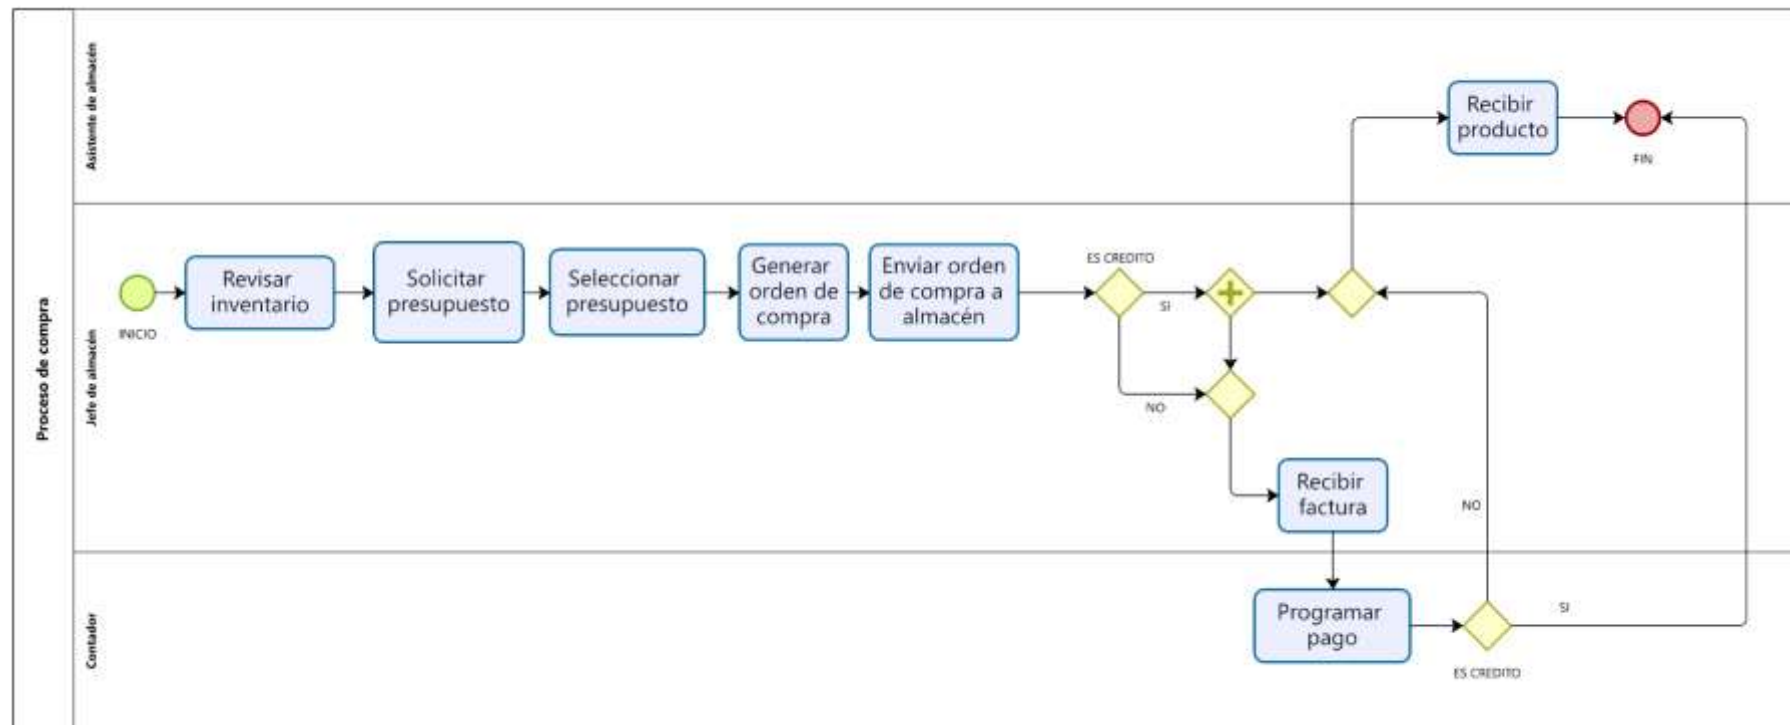 Proceso de compra
Asistente de almacén
Recibir
producto
FIN
Jefe de almacén
INICIO
Revisar
inventario
Solicitar
presupuesto
Seleccionar
presupuesto
Generar
orden de
compra
Enviar orden
de compra a
almacén
ES CREDITO
SI
NO
Recibir
factura
NO
Contador
Programar
pago
ES CREDITO
SI